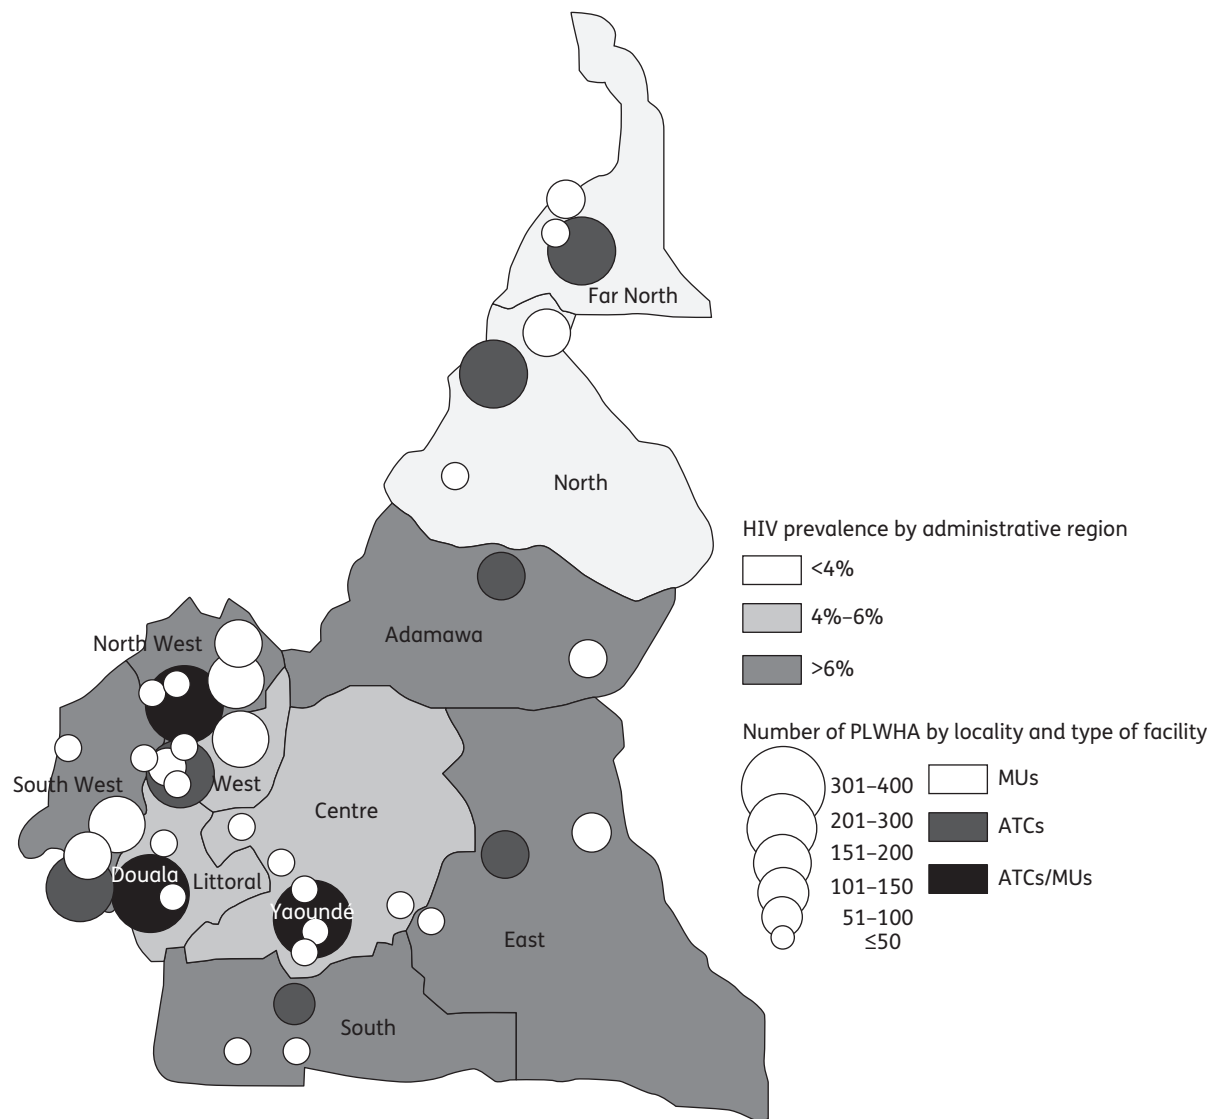 Far North
North
HIV prevalence by administrative region
<4%
4%–6%
>6%
Adamawa
North West
Number of PLWHA by locality and type of facility
301–400
201–300
151–200
101–150
51–100
≤50
MUs
ATCs
ATCs/MUs
South West
West
Centre
Douala
Littoral
Yaoundé
East
South